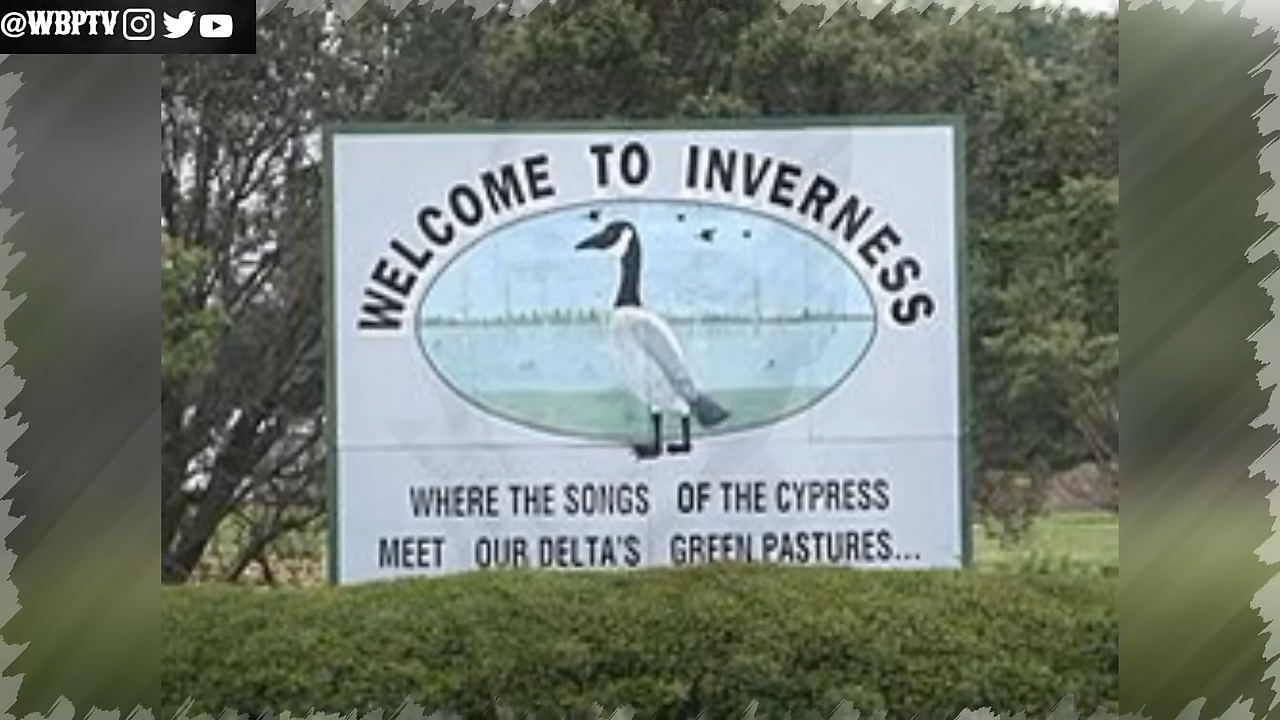 @WBPTV
WELCOME TO INVERNESS
WHERE THE SONGS OF THE CYPRESS
MEET OUR DELTA'S GREEN PASTURES...